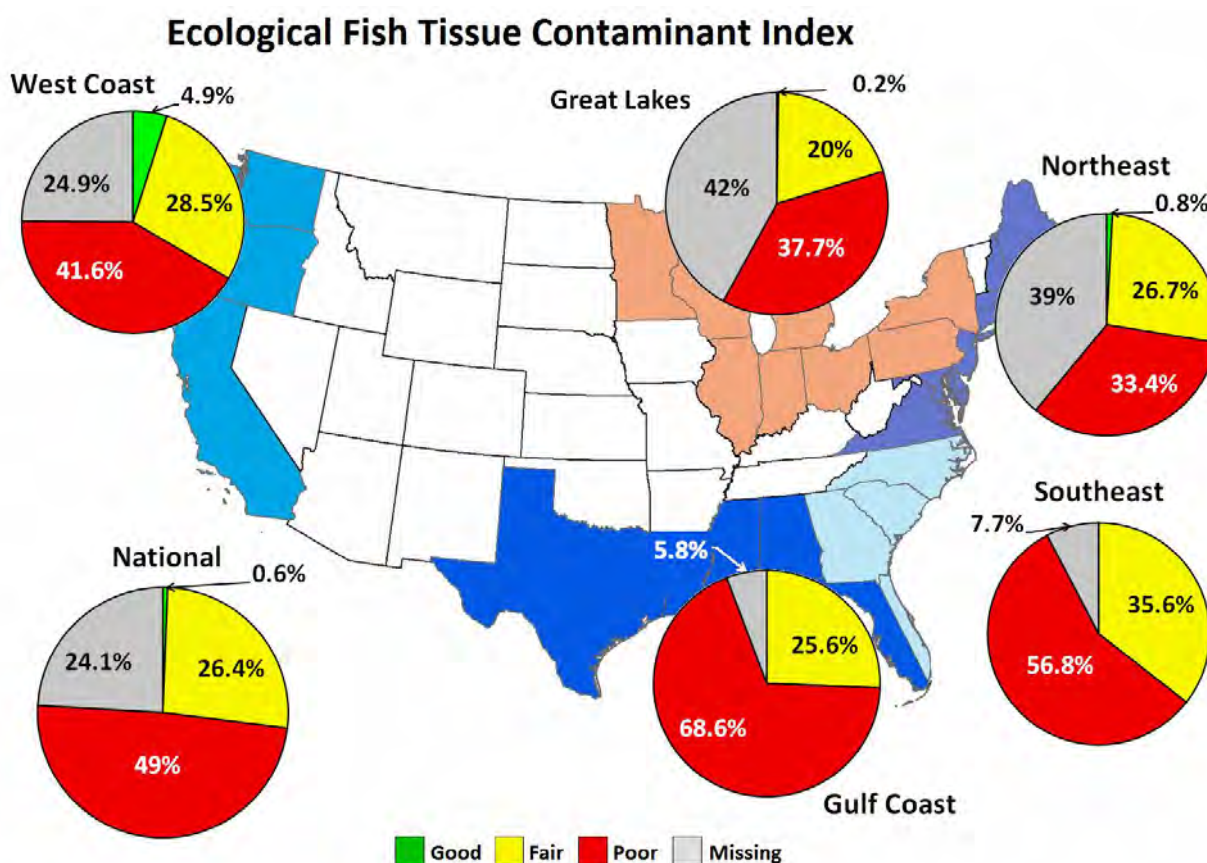 Ecological Fish Tissue Contaminant Index
West Coast
4.9%
24.9%
28.5%
41.6%
Great Lakes
0.2%
20%
42%
37.7%
Northeast
0.8%
39%
26.7%
33.4%
Southeast
7.7%
35.6%
56.8%
National
0.6%
24.1%
26.4%
49%
5.8%
25.6%
68.6%
Gulf Coast
Good Fair Poor Missing